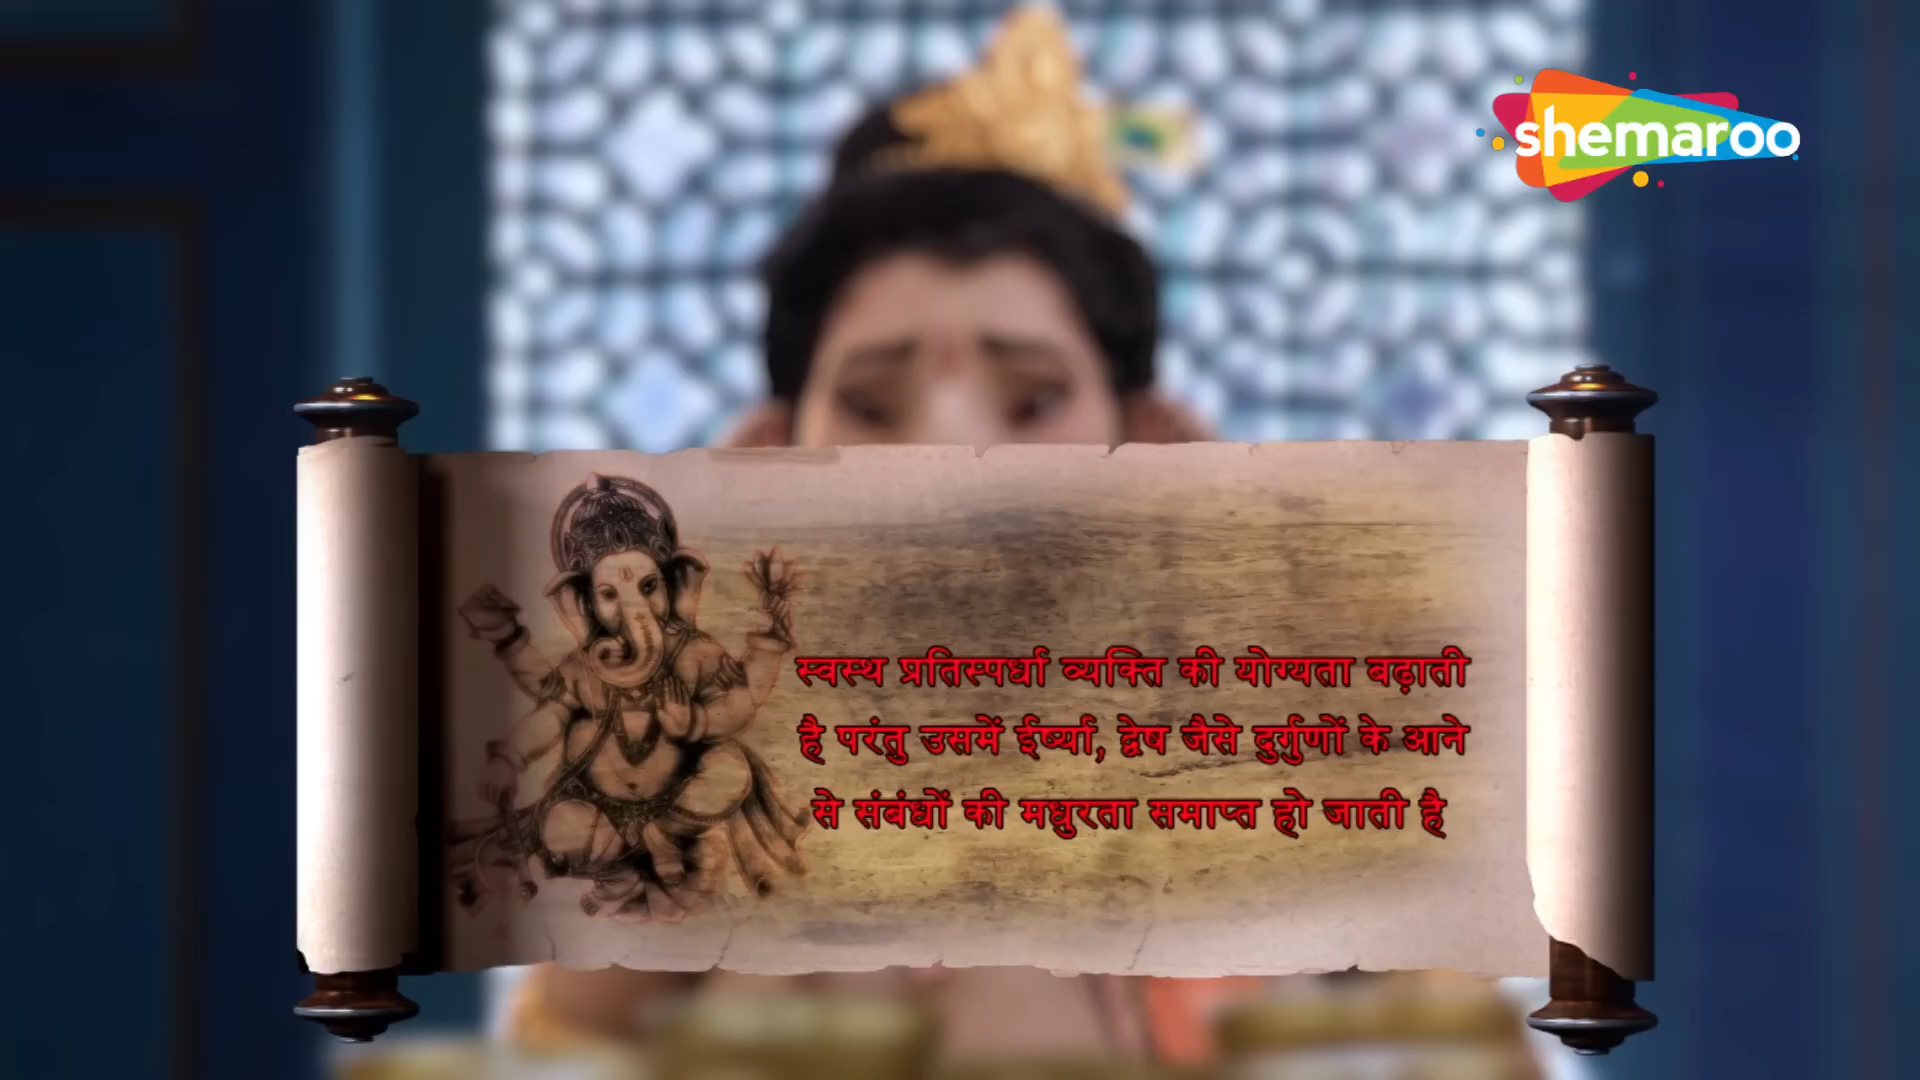 shemaroo
स्वस्थ प्रतिस्पर्धा व्यक्ति की योग्यता बढ़ाती
है परंतु उसमें ईर्ष्या, द्वेष जैसे दुर्गुणों के आने
से संबंधों की मधुरता समाप्त हो जाती है